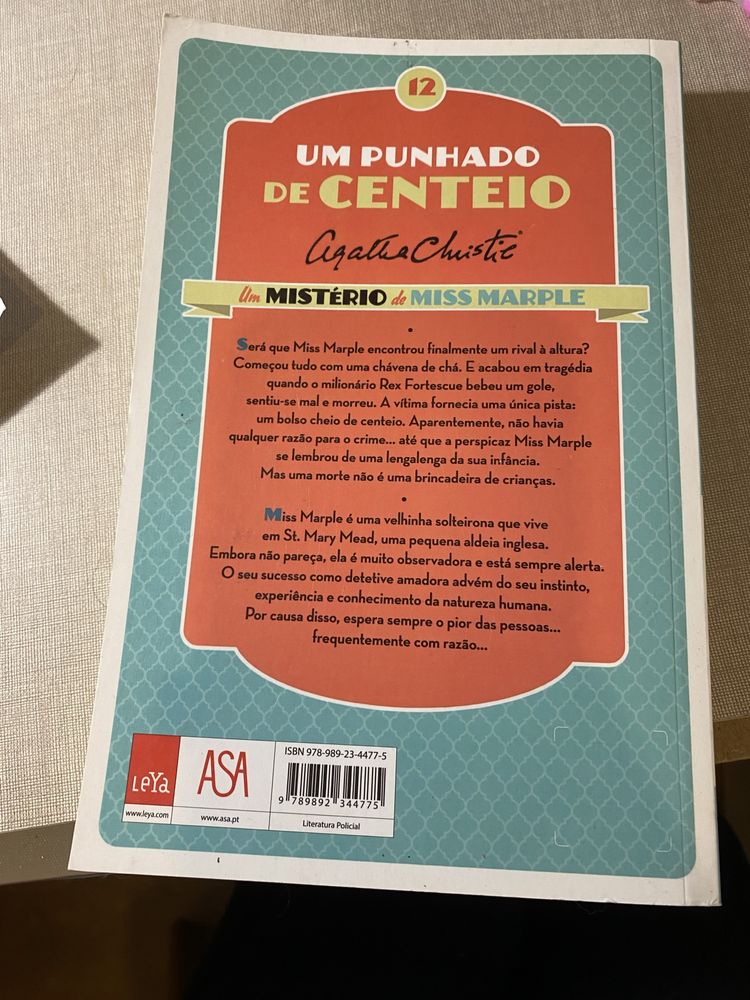 12
UM PUNHADO
DE CENTEIO
Agatha Christie
Um MISTÉRIO de MISS MARPLE
Será que Miss Marple encontrou finalmente um rival à altura?
Começou tudo com uma chávena de chá. E acabou em tragédia
quando o milionário Rex Fortescue bebeu um gole,
sentiu-se mal e morreu. A vítima fornecia uma única pista:
um bolso cheio de centeio. Aparentemente, não havia
qualquer razão para o crime... até que a perspicaz Miss Marple
se lembrou de uma lengalenga da sua infância.
Mas uma morte não é uma brincadeira de crianças.
Miss Marple é uma velhinha solteirona que vive
em St. Mary Mead, uma pequena aldeia inglesa.
Embora não pareça, ela é muito observadora e está sempre alerta.
O seu sucesso como detetive amadora advém do seu instinto,
experiência e conhecimento da natureza humana.
Por causa disso, espera sempre o pior das pessoas...
frequentemente com razão...
LeYa
www.leya.com
ASA
www.asa.pt
ISBN 978-989-23-4477-5
9 789892 344775
Literatura Policial